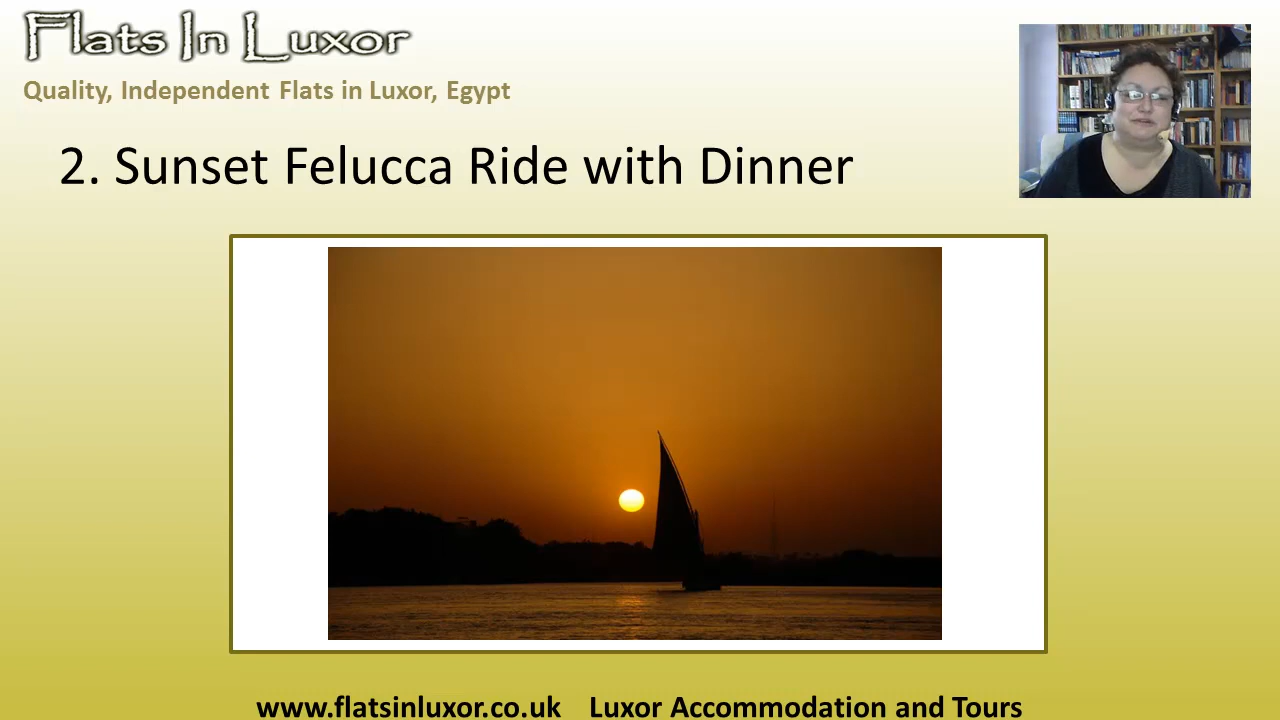 Flats In Luxor
Quality, Independent Flats in Luxor, Egypt
2. Sunset Felucca Ride with Dinner
www.flatsinluxor.co.uk Luxor Accommodation and Tours